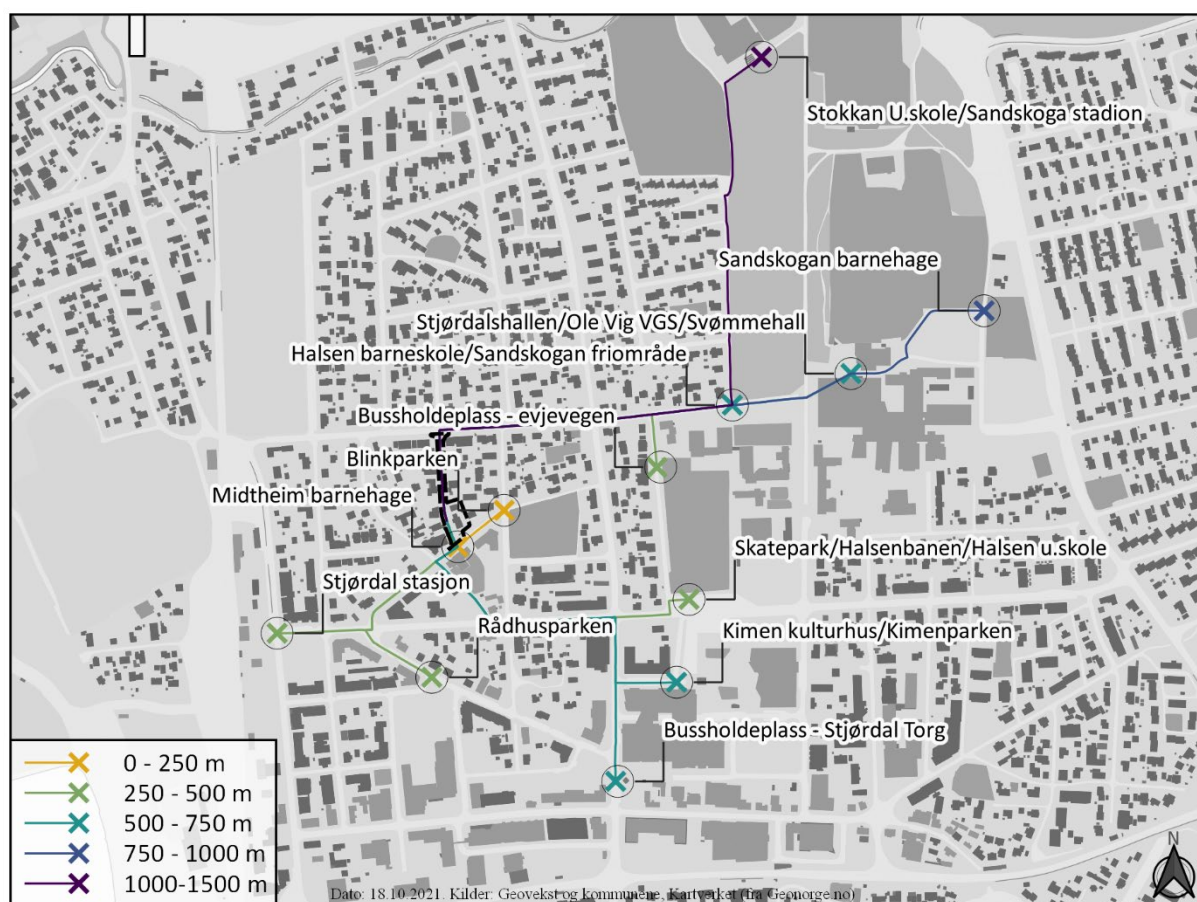 Stokkan U.skole/Sandskoga stadion
Sandskogan barnehage
Stjørdalshallen/Ole Vig VGS/Svømmehall
Halsen barneskole/Sandskogan friområde
Bussholdeplass - evjevegen
Blinkparken
Midtheim barnehage
Skatepark/Halsenbanen/Halsen u.skole
Stjørdal stasjon
Rådhusparken
Kimen kulturhus/Kimenparken
Bussholdeplass - Stjørdal Torg
0 - 250 m
250 - 500 m
500 - 750 m
750 - 1000 m
1000-1500 m
N
Dato: 18.10.2021. Kilder: Geovekst og kommunene, Kartverket (fra Geonorge.no)